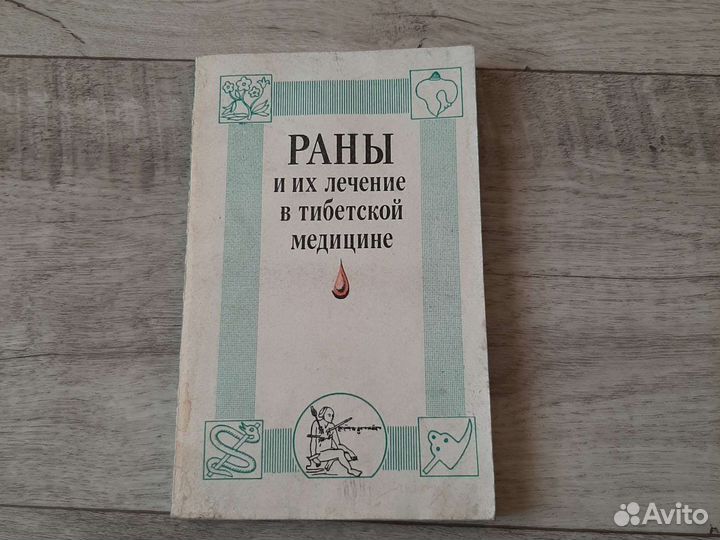 РАНЫ
и их лечение
в тибетской
медицине
Avito